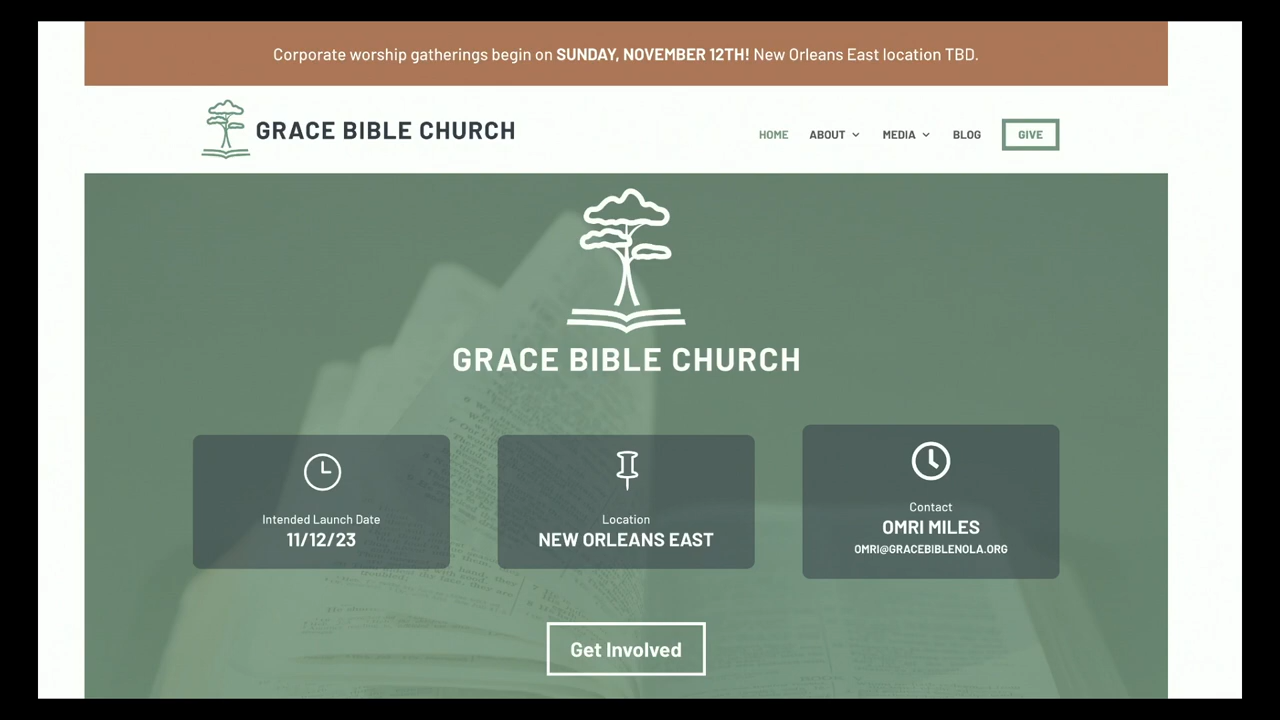 Corporate worship gatherings begin on SUNDAY, NOVEMBER 12TH! New Orleans East location TBD.
GRACE BIBLE CHURCH
HOME ABOUT MEDIA BLOG GIVE
GRACE BIBLE CHURCH
Intended Launch Date
11/12/23
Location
NEW ORLEANS EAST
Contact
OMRI MILES
OMRI@GRACEBIBLENOLA.ORG
Get Involved